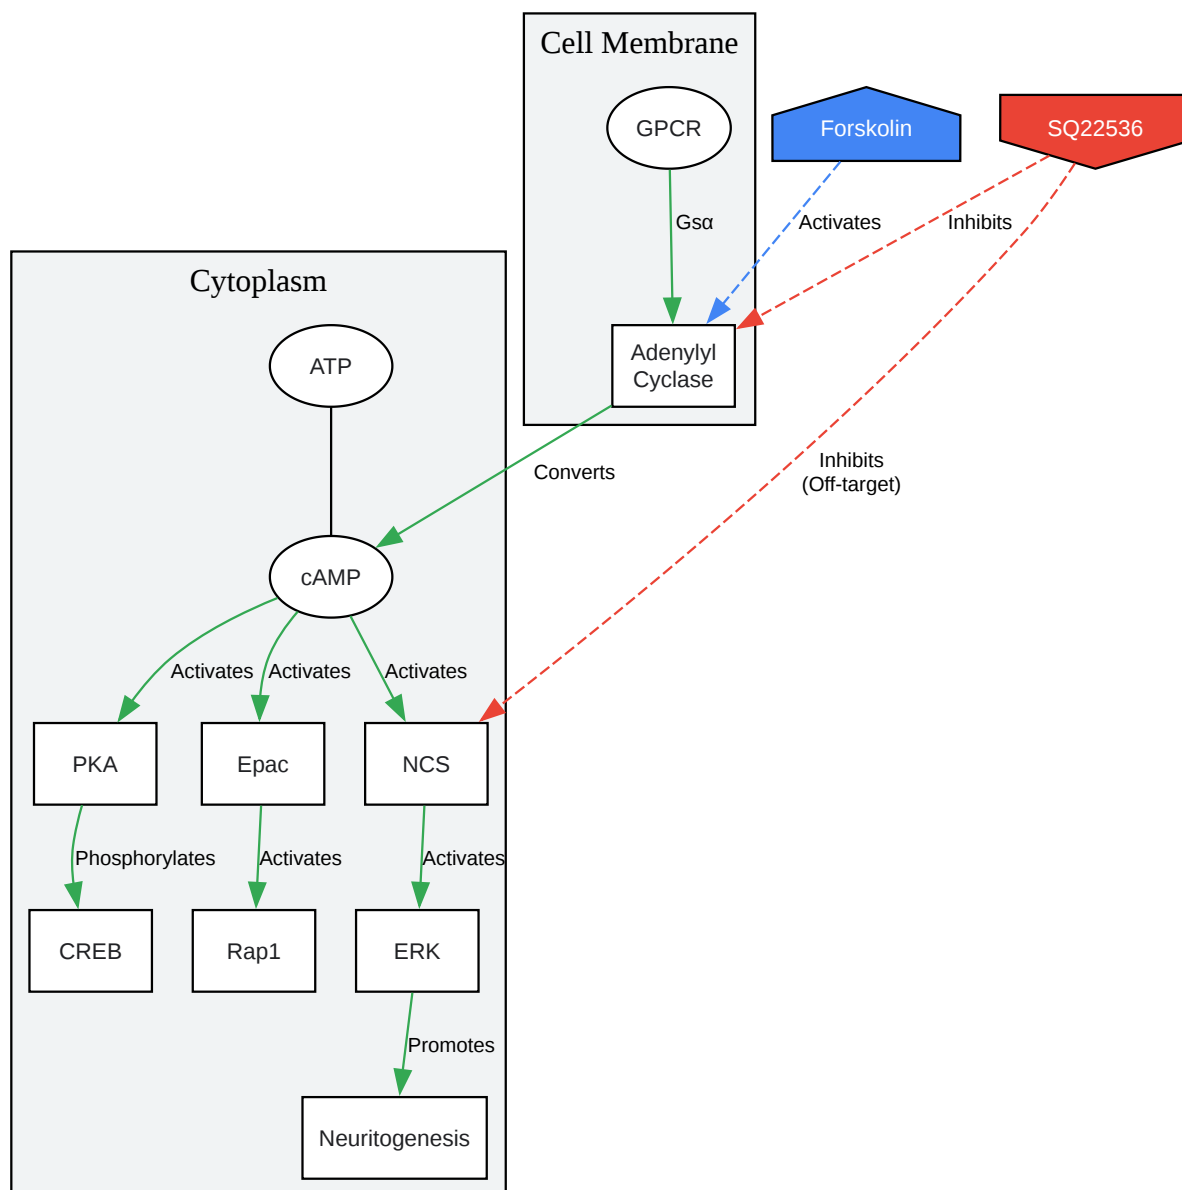 Cell Membrane
GPCR
Forskolin
SQ22536
Gsα
Activates
Inhibits
Cytoplasm
ATP
Adenylyl
Cyclase
Converts
Inhibits
(Off-target)
cAMP
Activates
Activates
Activates
PKA
Epac
NCS
Phosphorylates
Activates
Activates
CREB
Rap1
ERK
Promotes
Neuritogenesis